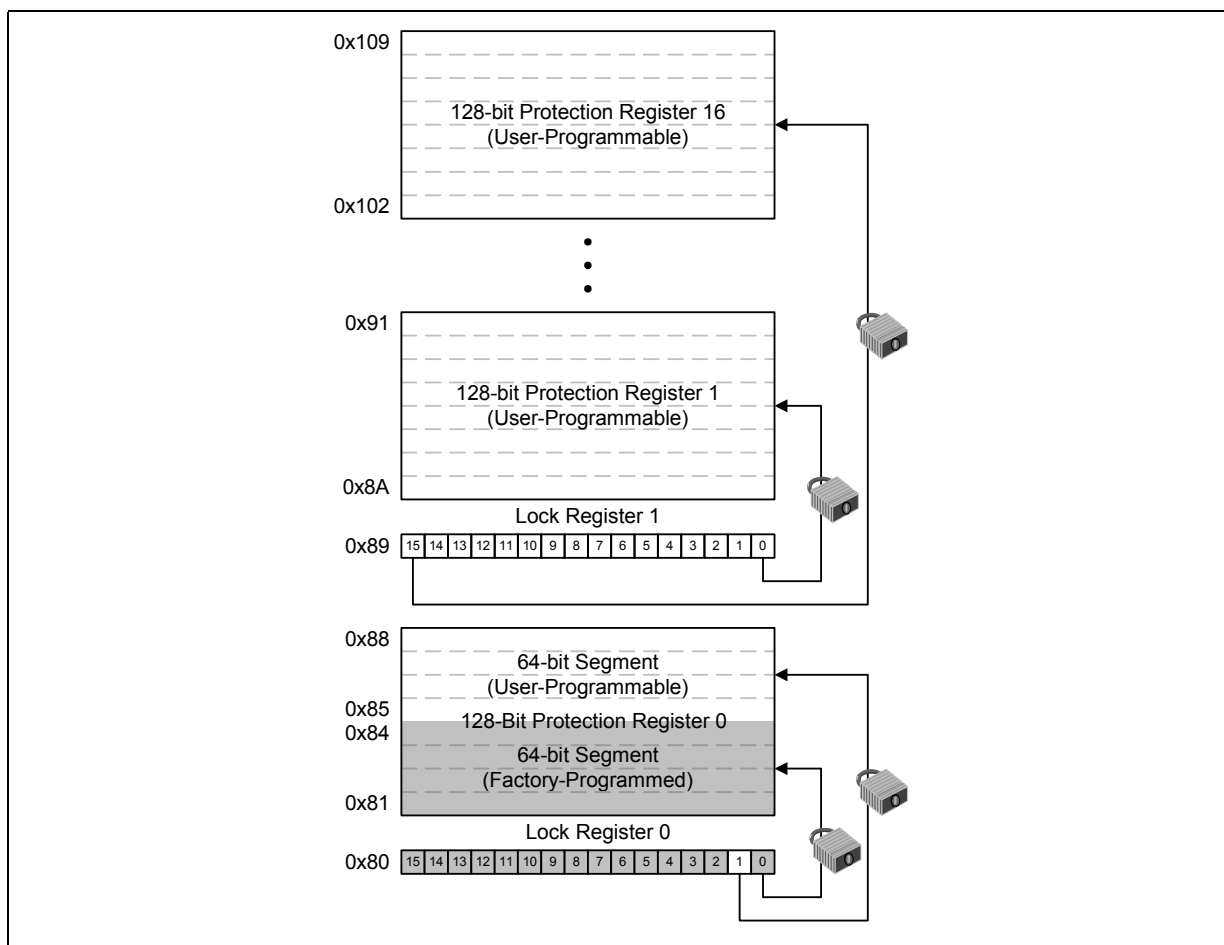 0x109
128-bit Protection Register 16
(User-Programmable)
0x102
0x91
128-bit Protection Register 1
(User-Programmable)
0x8A
Lock Register 1
0x89 15 14 13 12 11 10 9 8 7 6 5 4 3 2 1 0
0x88
64-bit Segment
(User-Programmable)
0x85
128-Bit Protection Register 0
0x84
64-bit Segment
(Factory-Programmed)
0x81
Lock Register 0
0x80 15 14 13 12 11 10 9 8 7 6 5 4 3 2 1 0